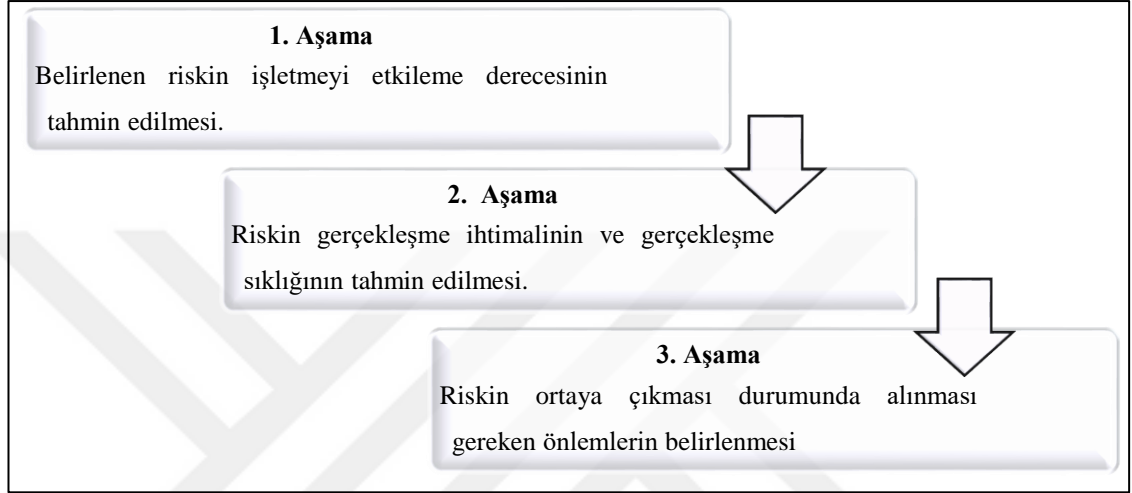 1. Aşama
Belirlenen riskin işletmeyi etkileme derecesinin
tahmin edilmesi.
2. Aşama
Riskin gerçekleşme ihtimalinin ve gerçekleşme
sıklığının tahmin edilmesi.
3. Aşama
Riskin ortaya çıkması durumunda alınması
gereken önlemlerin belirlenmesi